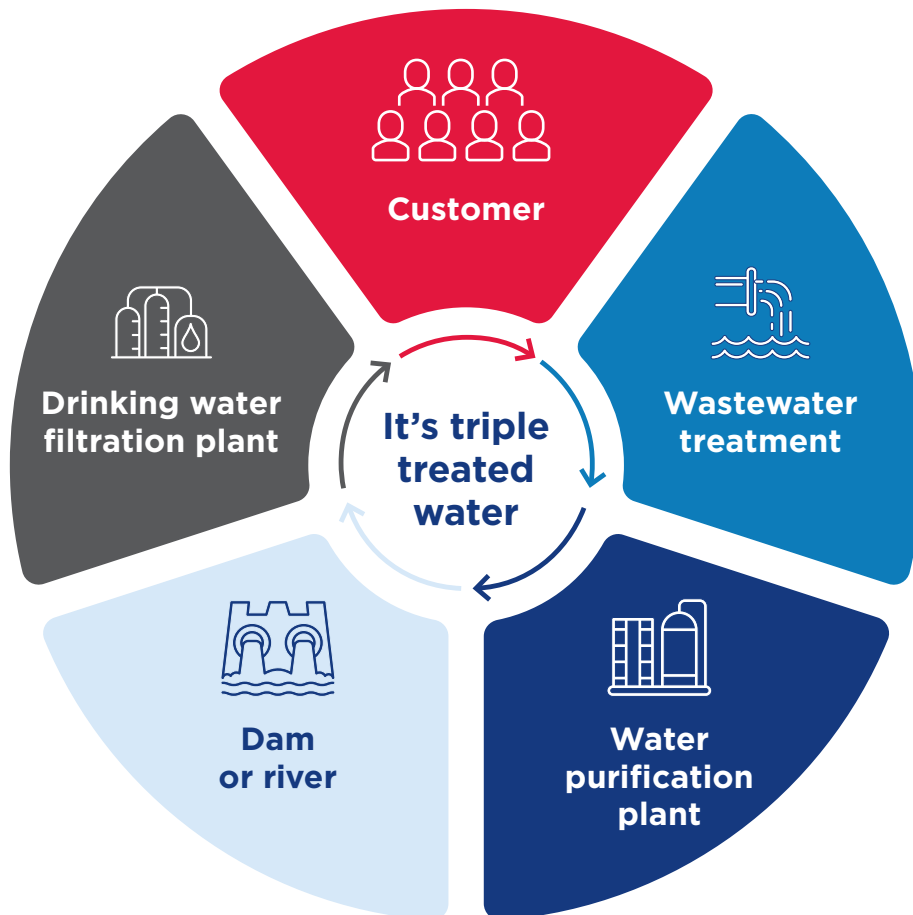 Customer
Wastewater
treatment
Water
purification
plant
Dam
or river
Drinking water
filtration plant
It's triple
treated
water